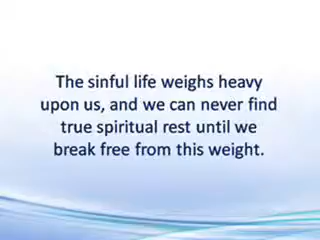 The sinful life weighs heavy
upon us, and we can never find
true spiritual rest until we
break free from this weight.